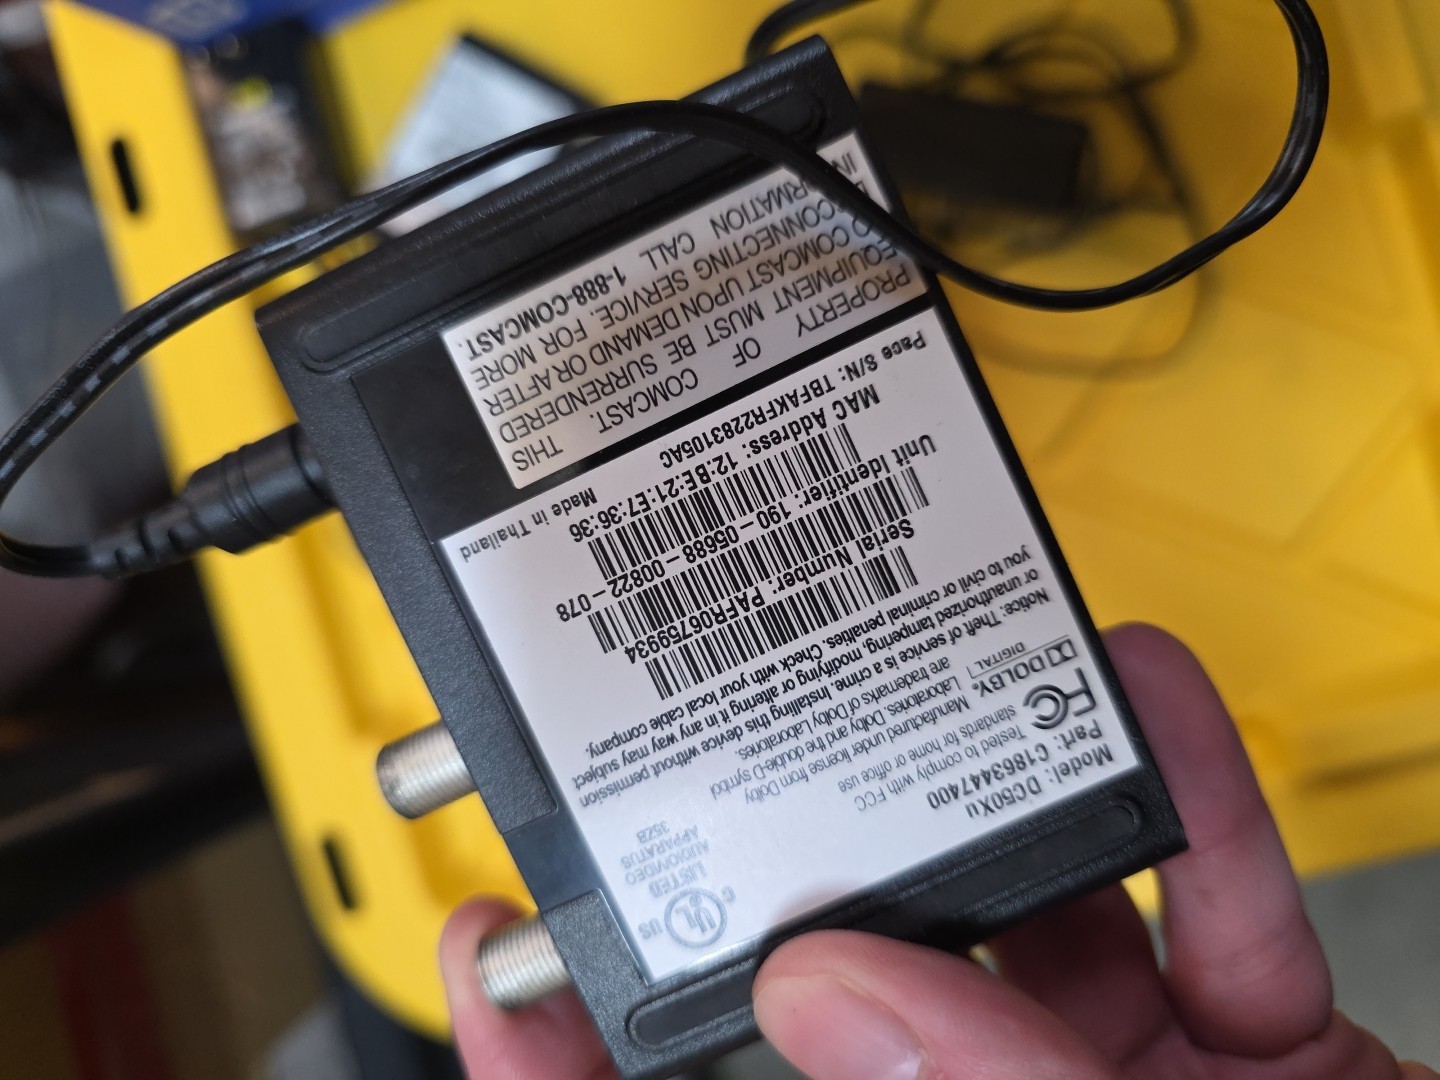 Model: DC50Xu
Part: C1863447400
FC
Tested to comply with FCC
standards for home or office use
DOLBY
DIGITAL
Manufactured under license from Dolby
Laboratories. Dolby and the double-D symbol
are trademarks of Dolby Laboratories.
C UL US
LISTED
AUDIO/VIDEO
APPARATUS
35ZB
Notice: Theft of service is a crime. Installing this device without permission
or unauthorized tampering, modifying or altering it in any way may subject
you to civil or criminal penalties. Check with your local cable company.
Serial Number: PAFR06759934
Unit Identifier: 190-05688-00822-078
MAC Address: 12:BE:21:E7:36:36
Pace S/N: TBFAKFR22283105AC
Made in Thailand
PROPERTY OF COMCAST. THIS
EQUIPMENT MUST BE SURRENDERED
TO COMCAST UPON DEMAND OR AFTER
DISCONNECTING SERVICE. FOR MORE
INFORMATION CALL 1-888-COMCAST.